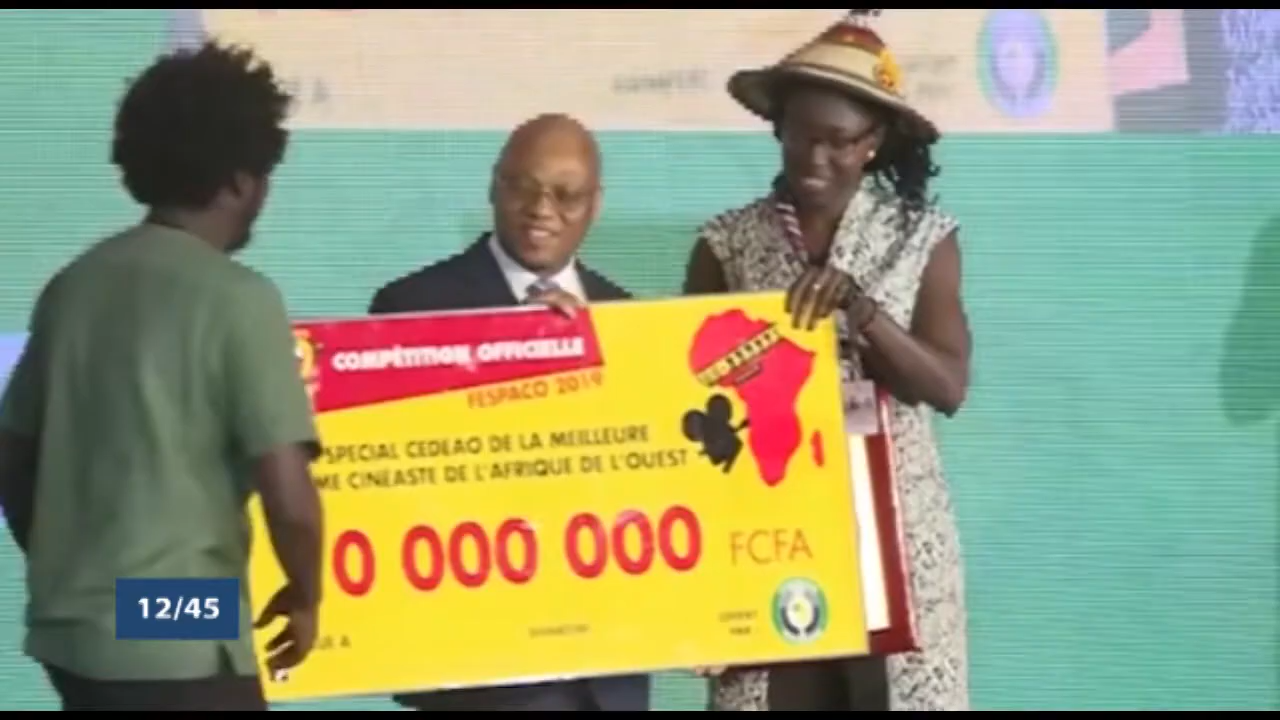 COMPÉTITION OFFICIELLE
FESPACO 2019
SPECIAL CEDEAO DE LA MEILLEURE
ME CINÉASTE DE L'AFRIQUE DE L'OUEST
0 000 000 FCFA
12/45